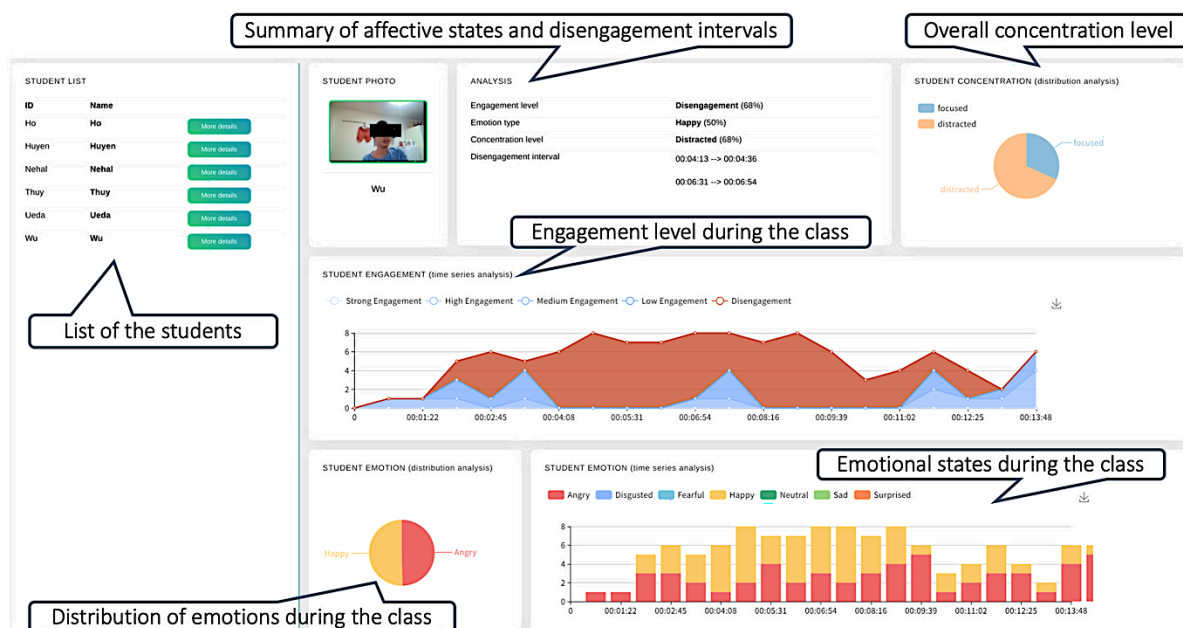 Summary of affective states and disengagement intervals
Overall concentration level
STUDENT LIST
ID Name
Ho Ho More details
Huyen Huyen More details
Nehal Nehal More details
Thuy Thuy More details
Ueda Ueda More details
Wu Wu More details
List of the students
STUDENT PHOTO
Wu
ANALYSIS
Engagement level Disengagement (68%)
Emotion type Happy (50%)
Concentration level Distracted (68%)
Disengagement interval 00:04:13 --> 00:04:36
00:06:31 --> 00:06:54
STUDENT CONCENTRATION (distribution analysis)
focused
distracted
focused
distracted
Engagement level during the class
STUDENT ENGAGEMENT (time series analysis)
Strong Engagement High Engagement Medium Engagement Low Engagement Disengagement
8
6
4
2
0
0 00:01:22 00:02:45 00:04:08 00:05:31 00:06:54 00:08:16 00:09:39 00:11:02 00:12:25 00:13:48
STUDENT EMOTION (distribution analysis)
Happy Angry
Distribution of emotions during the class
STUDENT EMOTION (time series analysis)
Emotional states during the class
Angry Disgusted Fearful Happy Neutral Sad Surprised
8
6
4
2
0
0 00:01:22 00:02:45 00:04:08 00:05:31 00:06:54 00:08:16 00:09:39 00:11:02 00:12:25 00:13:48